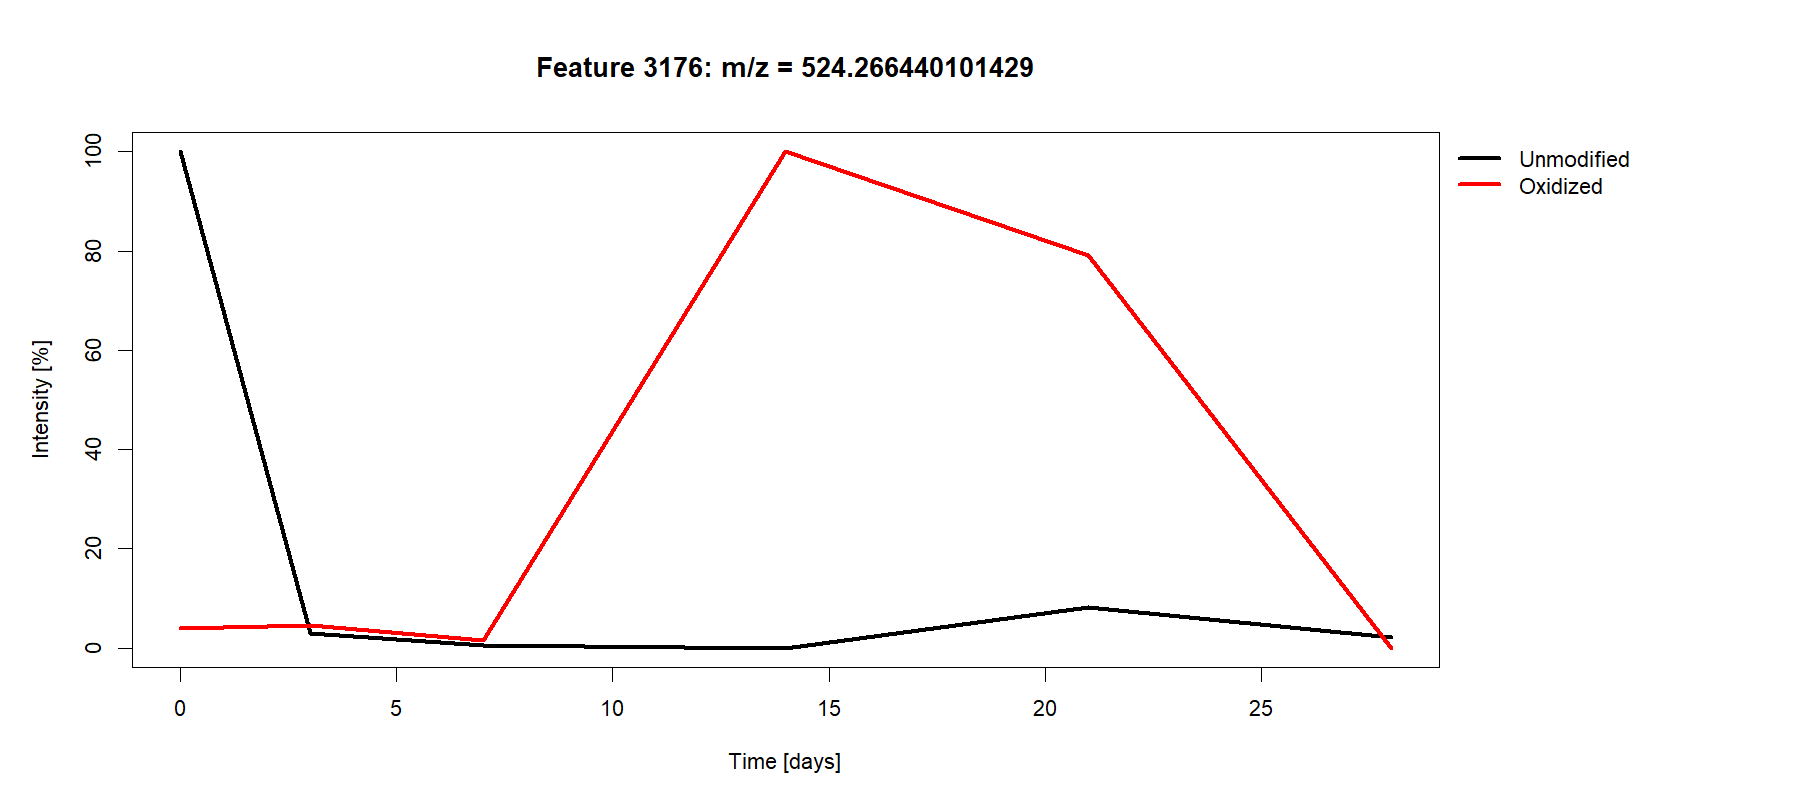 Feature 3176: m/z = 524.266440101429
Unmodified
Oxidized
Intensity [%]
100
80
60
40
20
0
0 5 10 15 20 25
Time [days]